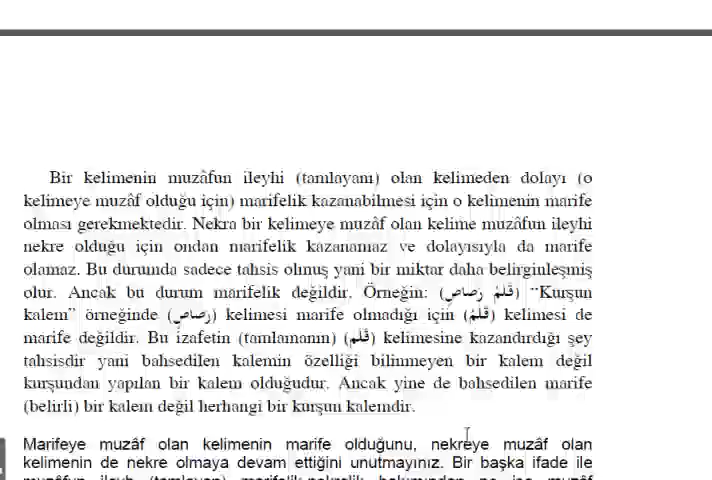 Bir kelimenin muzâfun ileyhi (tamlayanı) olan kelimeden dolayı (o
kelimeye muzâf olduğu için) marifelik kazanabilmesi için o kelimenin marife
olması gerekmektedir. Nekra bir kelimeye muzâf olan kelime muzâfun ileyhi
nekre olduğu için ondan marifelik kazanamaz ve dolayısıyla da marife
olamaz. Bu durumda sadece tahsis olmuş yani bir miktar daha belirginleşmiş
olur. Ancak bu durum marifelik değildir. Örneğin: (قَلَمُ رَصاصٍ) “Kurşun
kalem” örneğinde (رَصاصٍ) kelimesi marife olmadığı için (قَلَمُ) kelimesi de
marife değildir. Bu izafetin (tamlamanın) (قَلَم) kelimesine kazandırdığı şey
tahsisdir yani bahsedilen kalemin özelliği bilinmeyen bir kalem değil
kurşundan yapılan bir kalem olduğudur. Ancak yine de bahsedilen marife
(belirli) bir kalem değil herhangi bir kurşun kalemdir.
Marifeye muzâf olan kelimenin marife olduğunu, nekreye muzâf olan
kelimenin de nekre olmaya devam ettiğini unutmayınız. Bir başka ifade ile